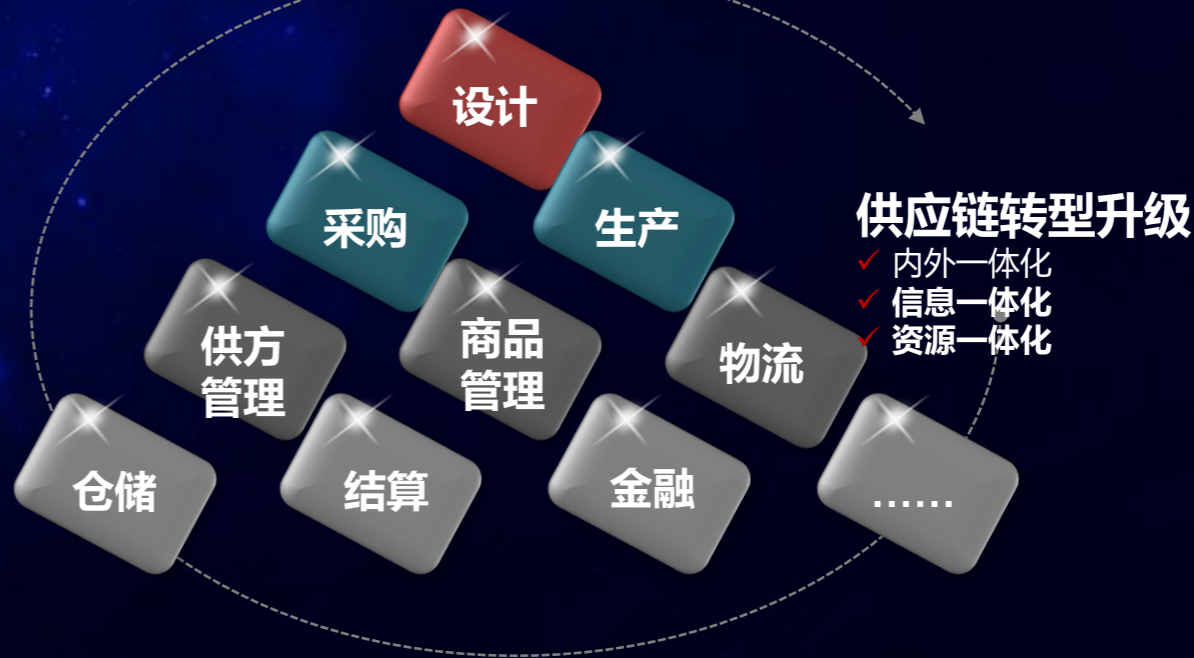 设计
采购
生产
供应链转型升级
内外一体化
信息一体化
资源一体化
供方
管理
商品
管理
物流
仓储
结算
金融
……